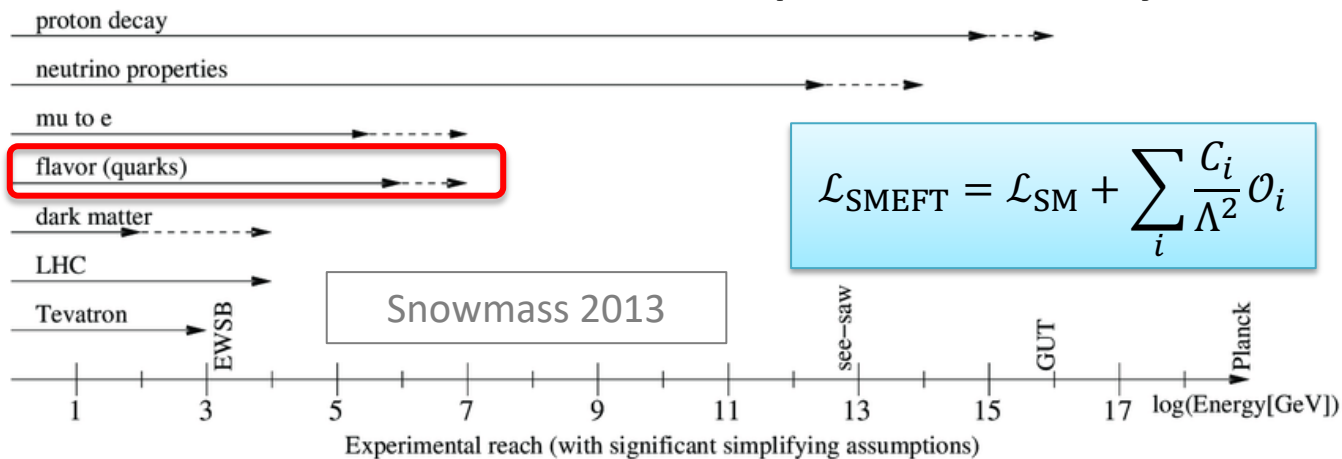 proton decay
neutrino properties
mu to e
flavor (quarks)
dark matter
LHC
Tevatron
EWSB
Snowmass 2013
ℒ_SMEFT = ℒ_SM + ∑_i C_i/Λ² 𝒪_i
see-saw
GUT
Planck
1 3 5 7 9 11 13 15 17 log(Energy[GeV])
Experimental reach (with significant simplifying assumptions)